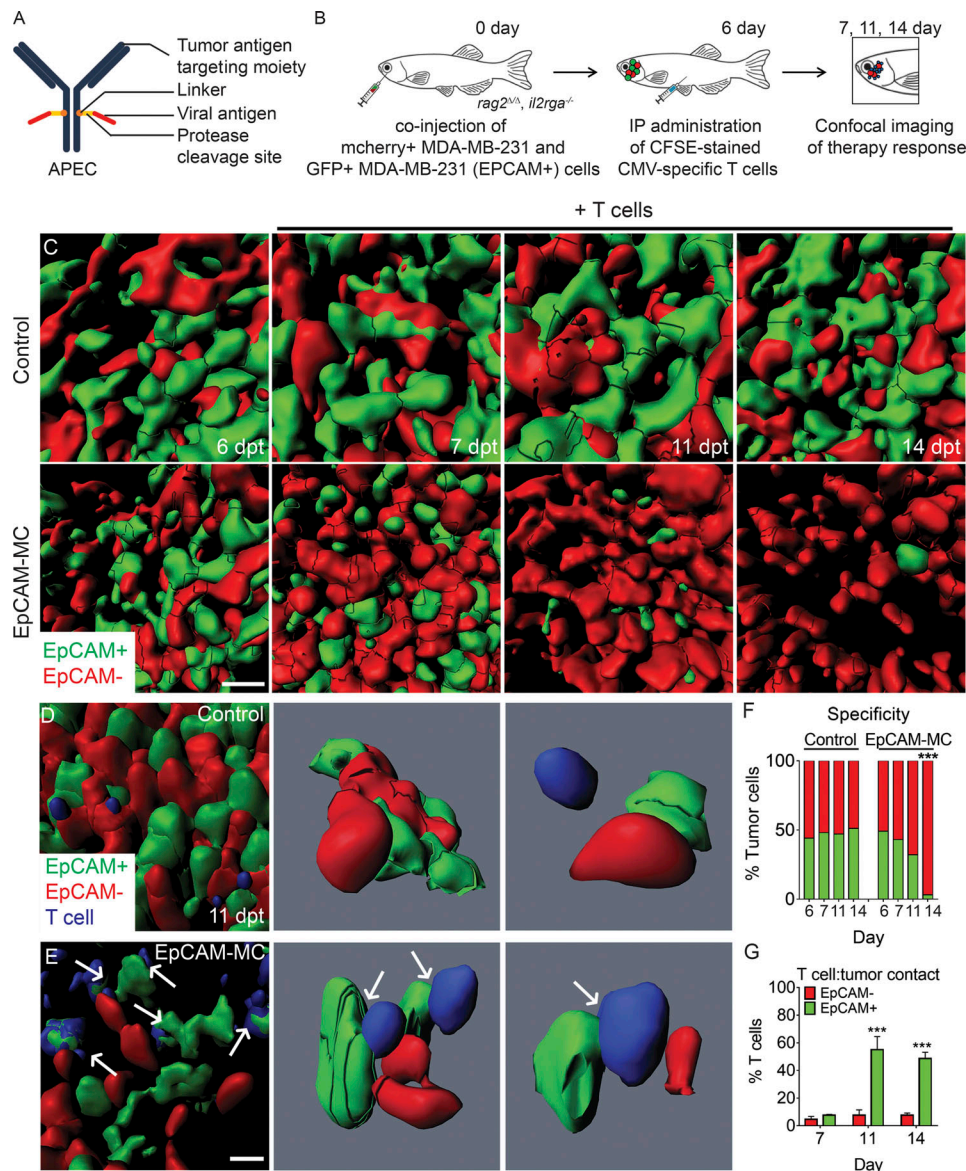 A
Tumor antigen
targeting moiety
Linker
Viral antigen
Protease
cleavage site
APEC
B
0 day
6 day
7, 11, 14 day
rag2Δ/Δ, il2rga-/-
co-injection of
mcherry+ MDA-MB-231 and
GFP+ MDA-MB-231 (EPCAM+) cells
IP administration
of CFSE-stained
CMV-specific T cells
Confocal imaging
of therapy response
+ T cells
C
Control
6 dpt
7 dpt
11 dpt
14 dpt
EpCAM-MC
EpCAM+
EpCAM-
D
Control
EpCAM+
EpCAM-
T cell
11 dpt
E
EpCAM-MC
F
Specificity
Control
EpCAM-MC
***
% Tumor cells
100
50
0
6 7 11 14
6 7 11 14
Day
G
T cell:tumor contact
EpCAM-
EpCAM+
% T cells
100
80
60
40
20
0
***
***
7
11
14
Day